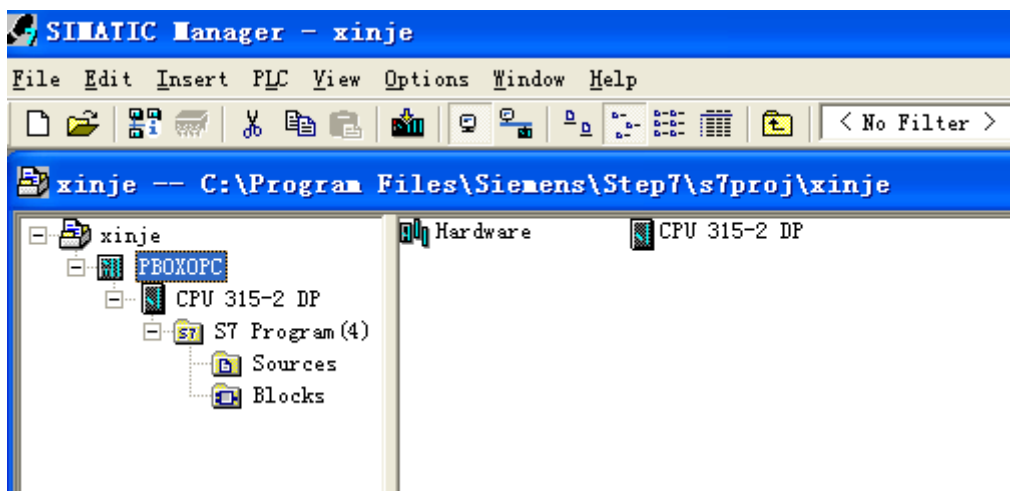 SIMATIC Manager - xinje
File Edit Insert PLC View Options Window Help
< No Filter >
xinje -- C:\Program Files\Siemens\Step7\s7proj\xinje
xinje
PBOXOPC
CPU 315-2 DP
S7 Program(4)
Sources
Blocks
Hardware
CPU 315-2 DP